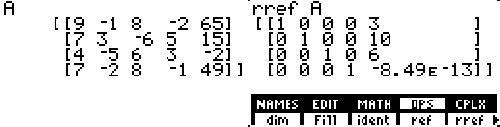 A
[[9 -1 8 -2 65]
[7 3 -6 5 15]
[4 -5 6 3 -2]
[7 -2 8 -1 49]]
rref A
[[1 0 0 0 3 ]
[0 1 0 0 10 ]
[0 0 1 0 6 ]
[0 0 0 1 -8.49E-13]]
NAMES EDIT MATH OPS CPLX
dim Fill ident ref rref ▶